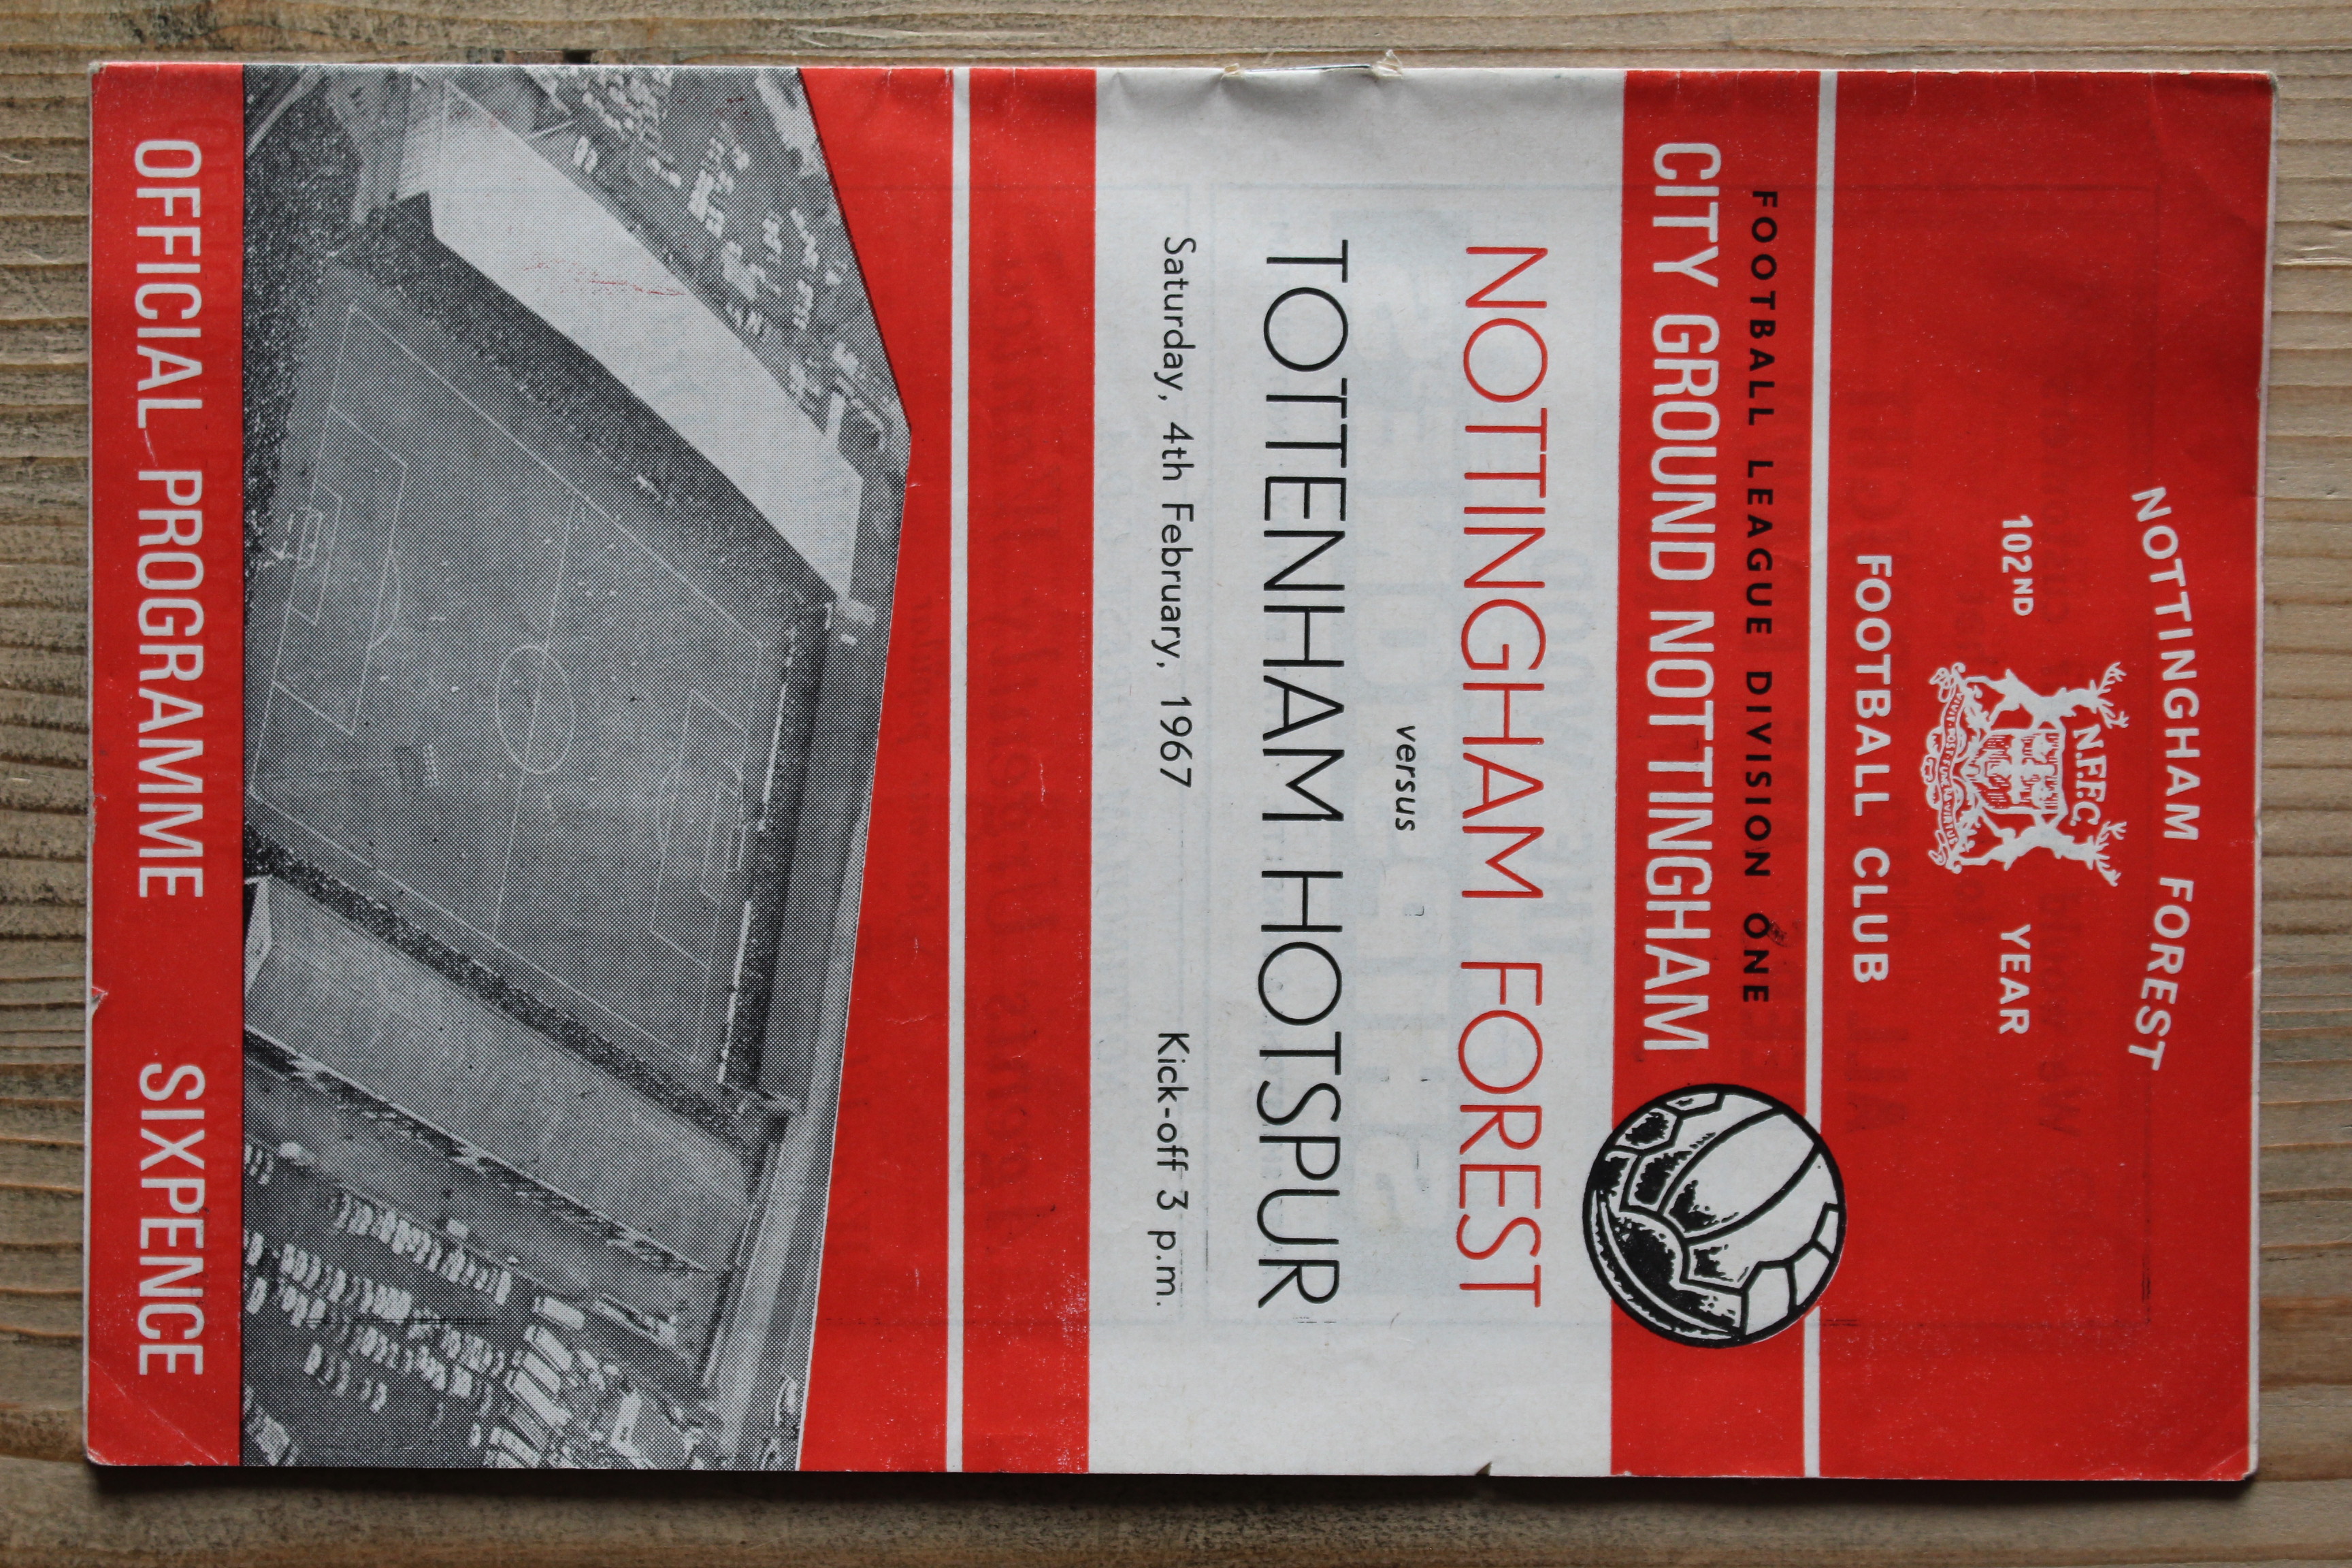 NOTTINGHAM FOREST
N.F.F.C.
102ND YEAR
FOOTBALL CLUB
FOOTBALL LEAGUE DIVISION ONE
CITY GROUND NOTTINGHAM
NOTTINGHAM FOREST
versus
TOTTENHAM HOTSPUR
Saturday, 4th February, 1967 Kick-off 3 p.m.
OFFICIAL PROGRAMME SIXPENCE